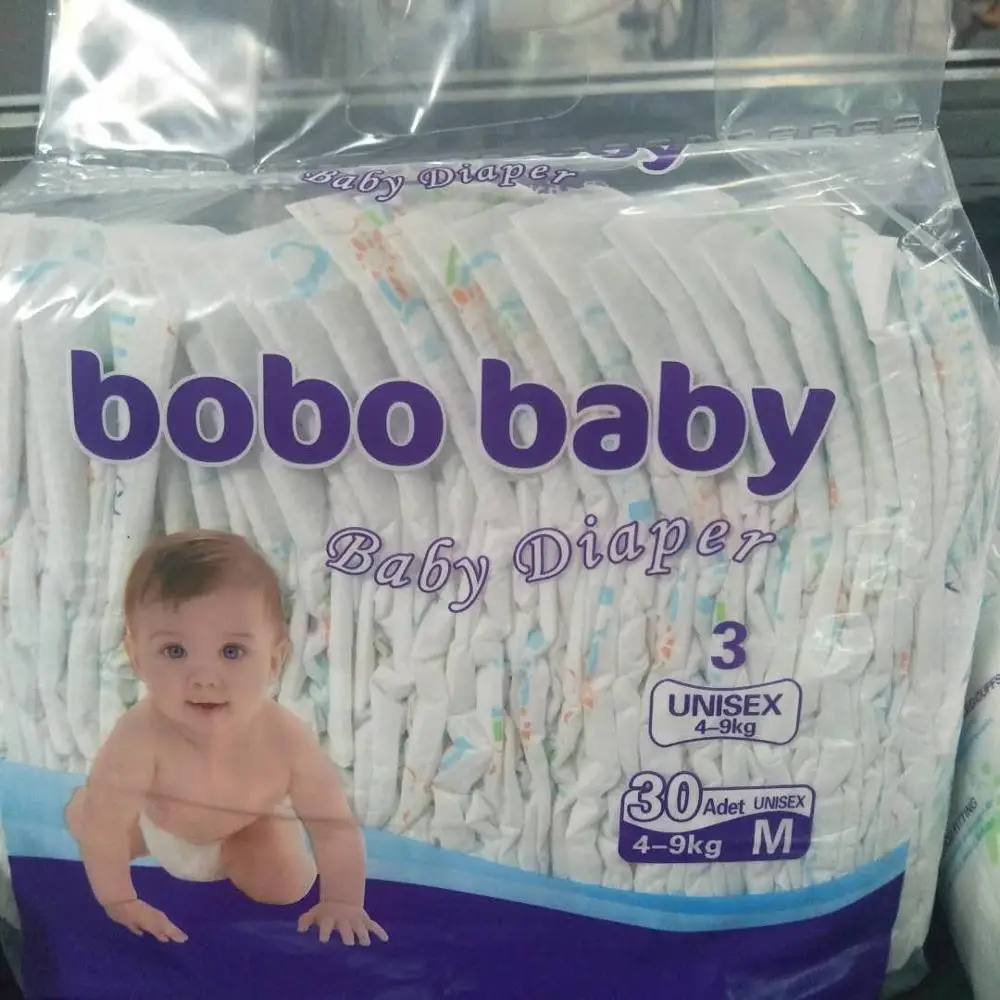 Baby Diaper
bobo baby
Baby Diaper
3
UNISEX
4-9kg
30 Adet UNISEX
4-9kg M